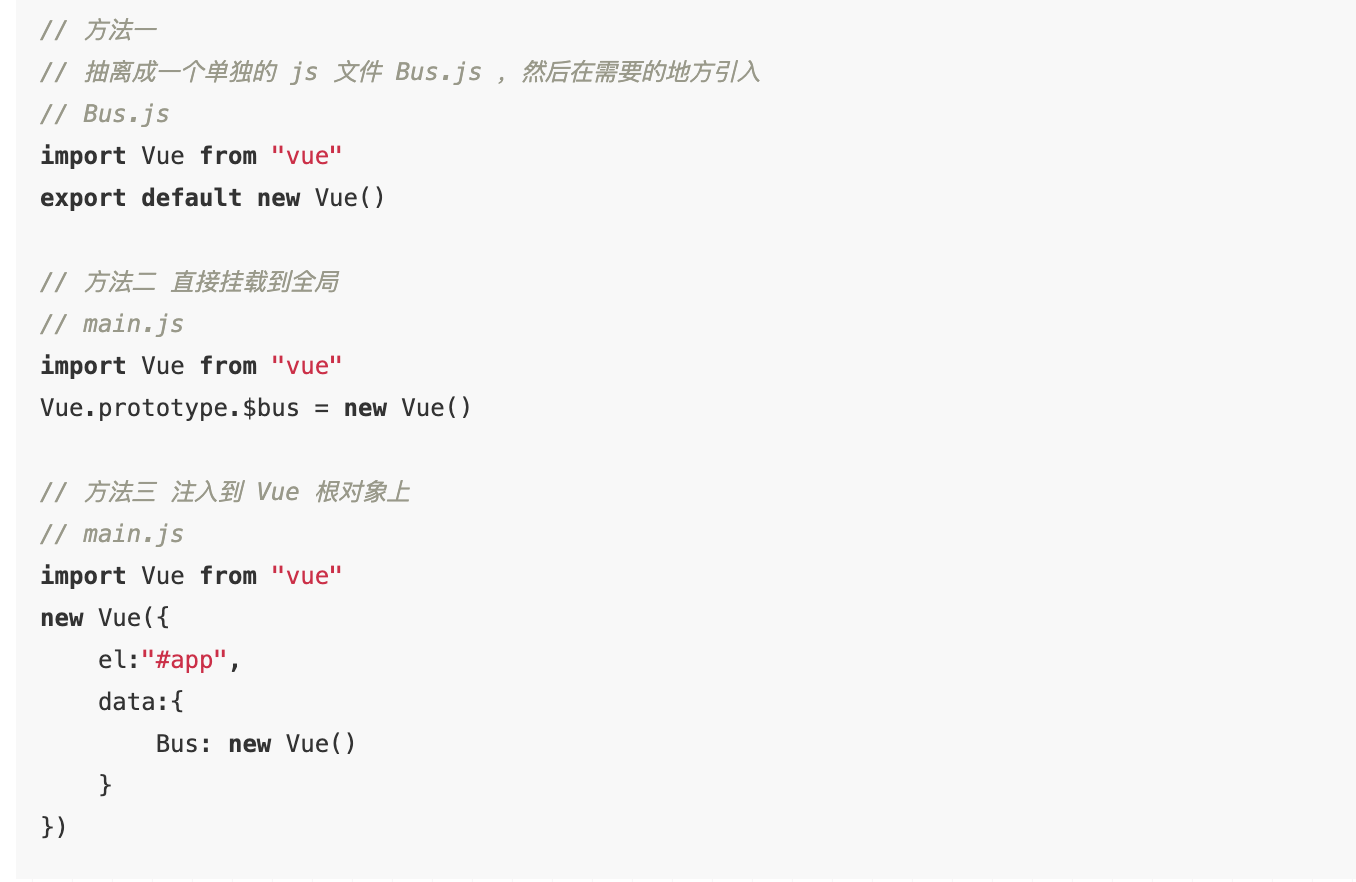 // 方法一
// 抽离成一个单独的 js 文件 Bus.js ，然后在需要的地方引入
// Bus.js
import Vue from "vue"
export default new Vue()
// 方法二 直接挂载到全局
// main.js
import Vue from "vue"
Vue.prototype.$bus = new Vue()
// 方法三 注入到 Vue 根对象上
// main.js
import Vue from "vue"
new Vue({
    el:"#app",
    data:{
        Bus: new Vue()
    }
})